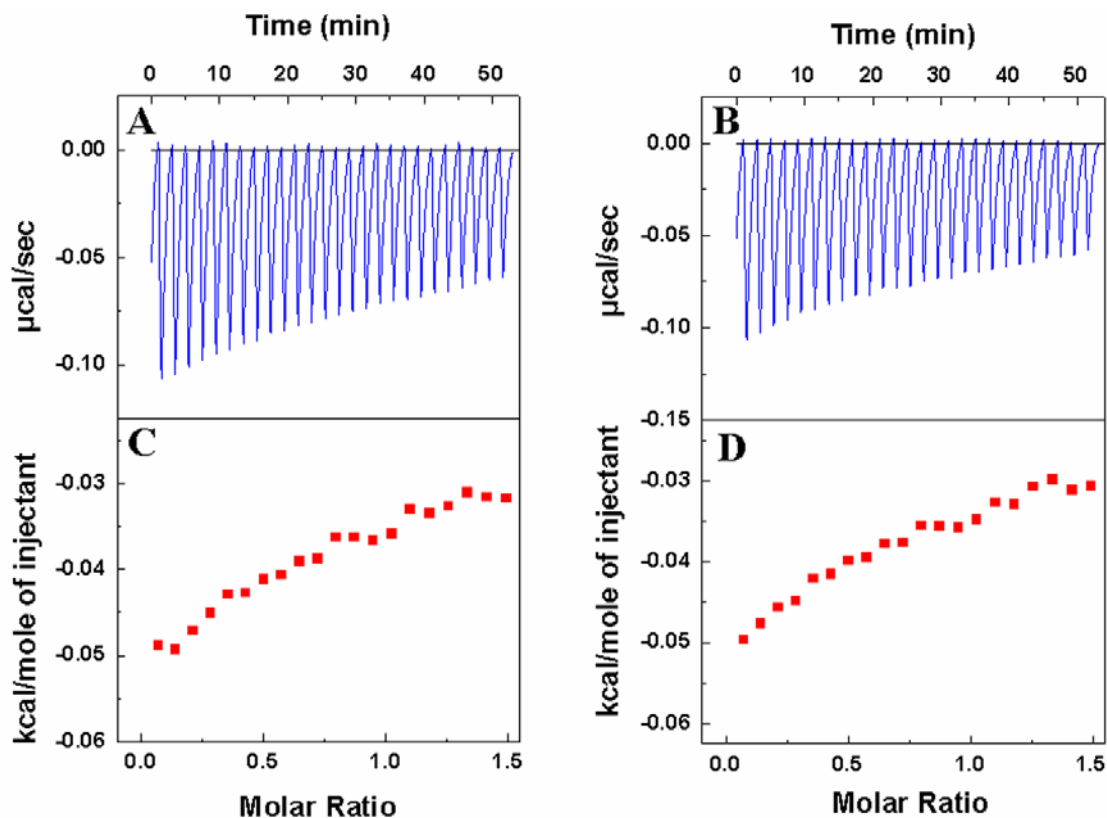 Time (min)
0 10 20 30 40 50
A
0.00
-0.05
-0.10
µcal/sec
C
-0.03
-0.04
-0.05
-0.06
kcal/mole of injectant
0.0 0.5 1.0 1.5
Molar Ratio
Time (min)
0 10 20 30 40 50
B
0.00
-0.05
-0.10
-0.15
µcal/sec
D
-0.03
-0.04
-0.05
-0.06
kcal/mole of injectant
0.0 0.5 1.0 1.5
Molar Ratio